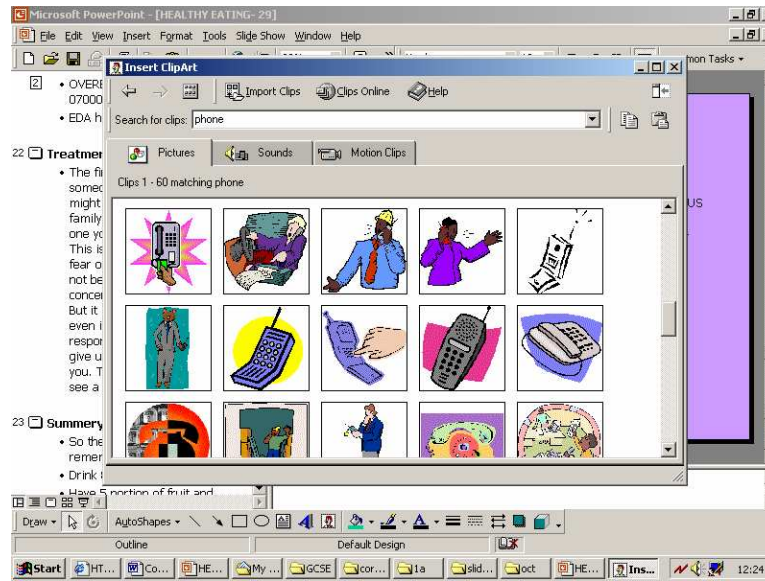 Microsoft PowerPoint - [HEALTHY EATING- 29]
File Edit View Insert Format Tools Slide Show Window Help
mon Tasks
Insert ClipArt
Import Clips Clips Online Help
Search for clips: phone
Pictures Sounds Motion Clips
Clips 1 - 60 matching phone
2
• OVERE
07000
• EDA h
22 Treatmen
• The fi
someo
might
family
one yo
This is
fear o
not be
concer
But it
even i
respor
give u
you. T
see a
US
23 Summery
• So the
remer
• Drink
• Have 5 portion of fruit and
Draw AutoShapes
Outline Default Design
Start HT... Co... HE... My ... GCSE cor... 1a slid... oct HE... Ins... 12:24